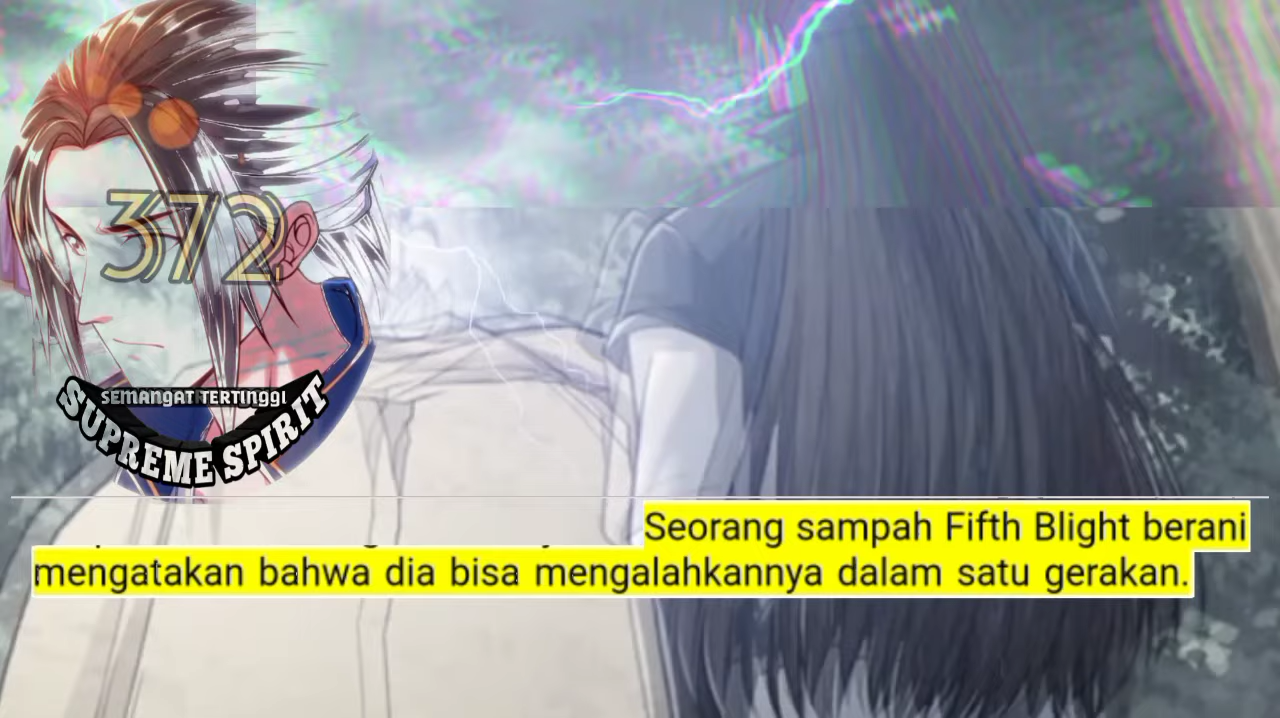 372
SEMANGAT TERTINGGI
SUPREME SPIRIT
Seorang sampah Fifth Blight berani
mengatakan bahwa dia bisa mengalahkannya dalam satu gerakan.